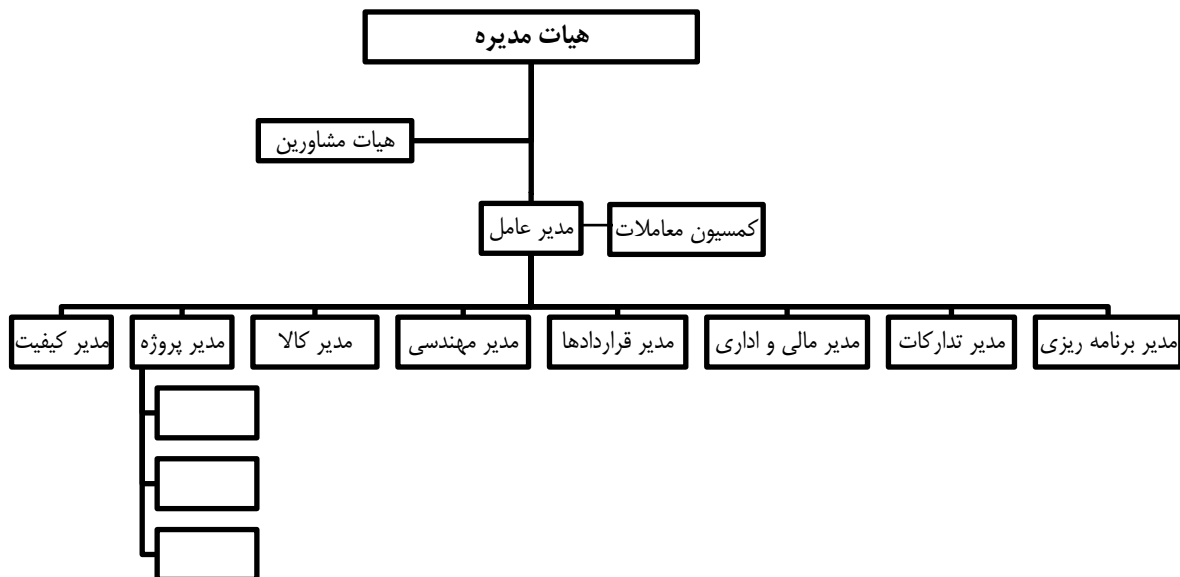 هیات مدیره
هیات مشاورین
کمسیون معاملات
مدیر عامل
مدیر برنامه ریزی
مدیر تدارکات
مدیر مالی و اداری
مدیر قراردادها
مدیر مهندسی
مدیر کالا
مدیر پروژه
مدیر کیفیت